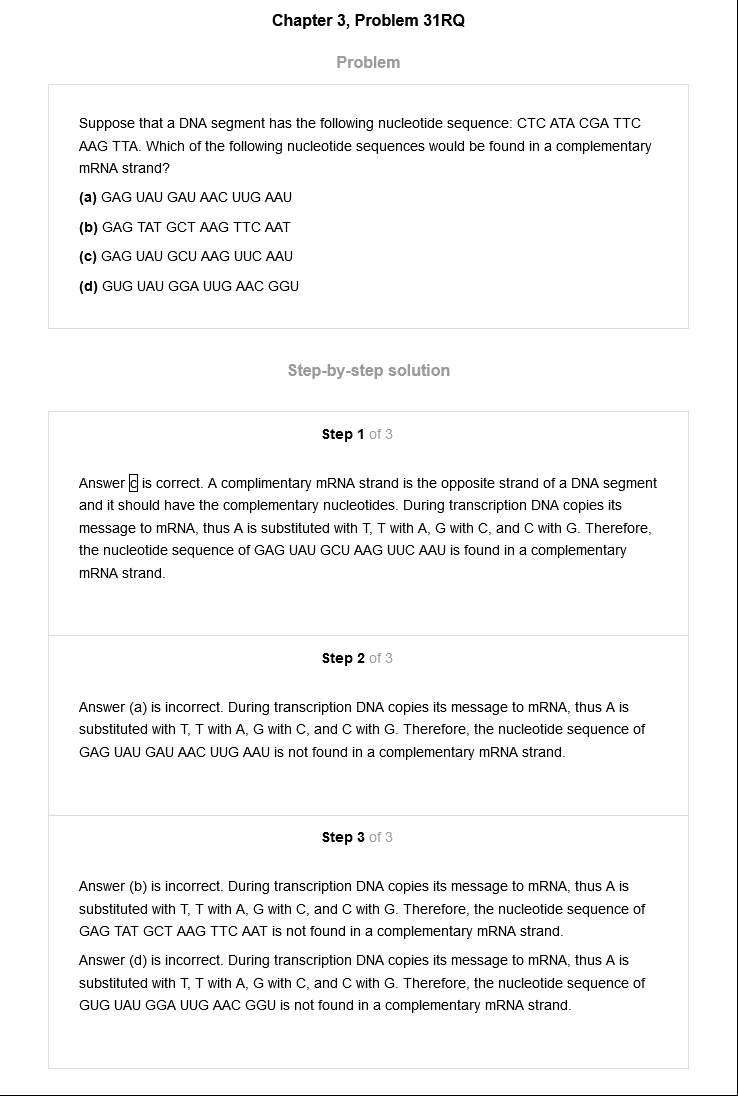 Chapter 3, Problem 31RQ
Problem
Suppose that a DNA segment has the following nucleotide sequence: CTC ATA CGA TTC
AAG TTA. Which of the following nucleotide sequences would be found in a complementary
mRNA strand?
(a) GAG UAU GAU AAC UUG AAU
(b) GAG TAT GCT AAG TTC AAT
(c) GAG UAU GCU AAG UUC AAU
(d) GUG UAU GGA UUG AAC GGU
Step-by-step solution
Step 1 of 3
Answer c is correct. A complimentary mRNA strand is the opposite strand of a DNA segment
and it should have the complementary nucleotides. During transcription DNA copies its
message to mRNA, thus A is substituted with T, T with A, G with C, and C with G. Therefore,
the nucleotide sequence of GAG UAU GCU AAG UUC AAU is found in a complementary
mRNA strand.
Step 2 of 3
Answer (a) is incorrect. During transcription DNA copies its message to mRNA, thus A is
substituted with T, T with A, G with C, and C with G. Therefore, the nucleotide sequence of
GAG UAU GAU AAC UUG AAU is not found in a complementary mRNA strand.
Step 3 of 3
Answer (b) is incorrect. During transcription DNA copies its message to mRNA, thus A is
substituted with T, T with A, G with C, and C with G. Therefore, the nucleotide sequence of
GAG TAT GCT AAG TTC AAT is not found in a complementary mRNA strand.
Answer (d) is incorrect. During transcription DNA copies its message to mRNA, thus A is
substituted with T, T with A, G with C, and C with G. Therefore, the nucleotide sequence of
GUG UAU GGA UUG AAC GGU is not found in a complementary mRNA strand.